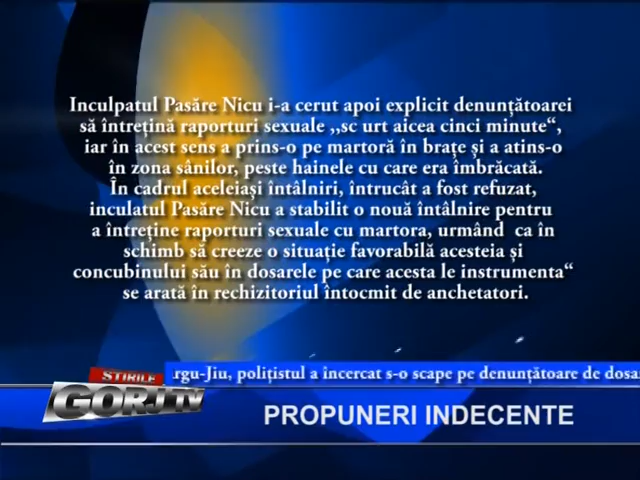 Inculpatul Pasăre Nicu i-a cerut apoi explicit denunțătoarei
să întrețină raporturi sexuale ,,sc urt aicea cinci minute“,
iar în acest sens a prins-o pe martoră în brațe și a atins-o
în zona sânilor, peste hainele cu care era îmbrăcată.
În cadrul aceleiași întâlniri, întrucât a fost refuzat,
inculatul Pasăre Nicu a stabilit o nouă întâlnire pentru
a întreține raporturi sexuale cu martora, urmând ca în
schimb să creeze o situație favorabilă acesteia și
concubinului său în dosarele pe care acesta le instrumenta“
se arată în rechizitoriul întocmit de anchetatori.
urgu-Jiu, polițistul a încercat s-o scape pe denunțătoare de dosa
STIRILE
GORJ TV
PROPUNERI INDECENTE